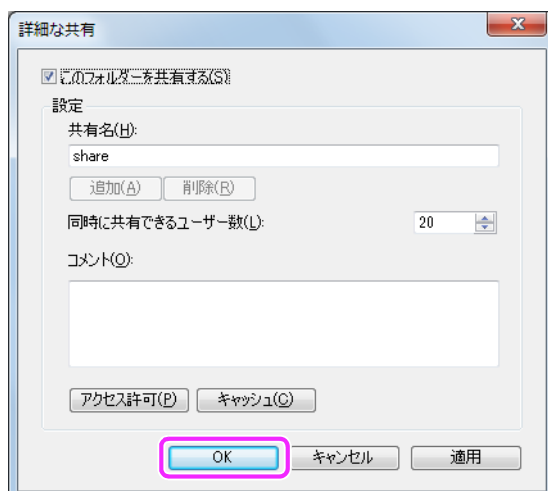 詳細な共有
このフォルダーを共有する(S)
設定
共有名(H):
share
追加(A) 削除(R)
同時に共有できるユーザー数(L): 20
コメント(O):
アクセス許可(P) キャッシュ(C)
OK キャンセル 適用